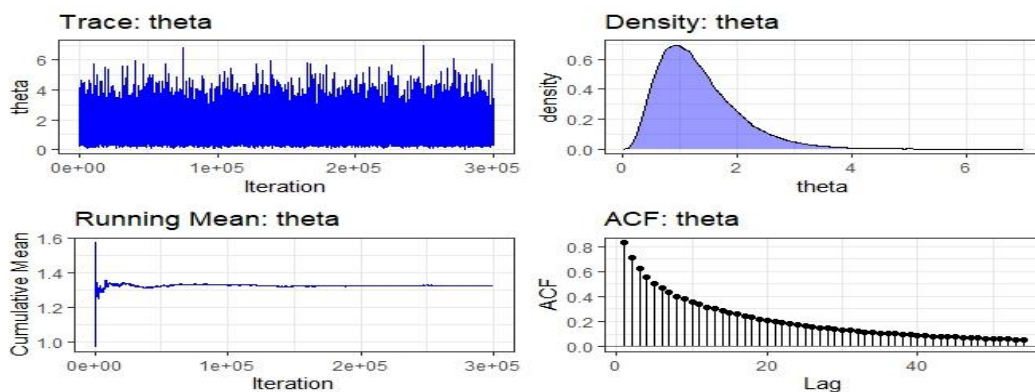 Trace: theta
theta
6
4
2
0
0e+00 1e+05 2e+05 3e+05
Iteration
Density: theta
density
0.6
0.4
0.2
0.0
0 2 4 6
theta
Running Mean: theta
Cumulative Mean
1.6
1.4
1.2
1.0
0e+00 1e+05 2e+05 3e+05
Iteration
ACF: theta
ACF
0.8
0.6
0.4
0.2
0.0
0 20 40
Lag